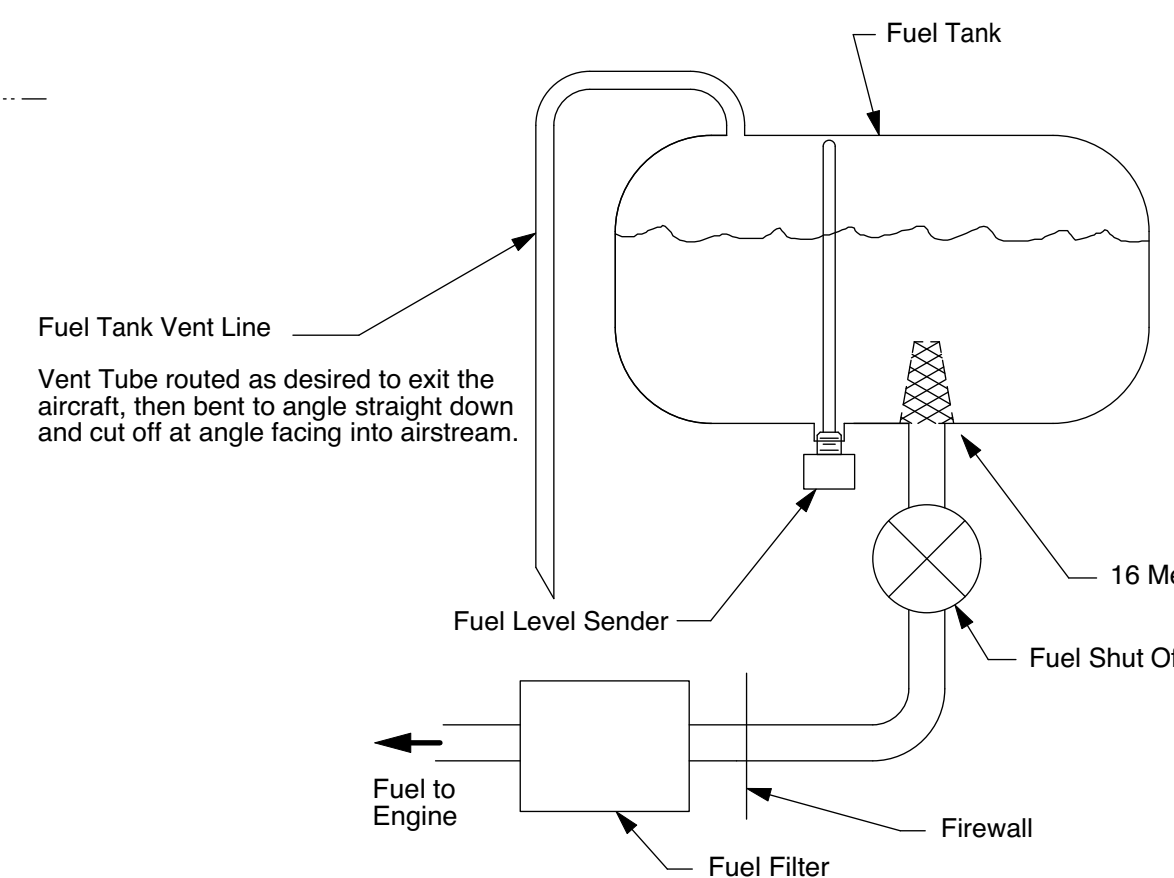 Fuel Tank
Fuel Tank Vent Line
Vent Tube routed as desired to exit the
aircraft, then bent to angle straight down
and cut off at angle facing into airstream.
16
Fuel Level Sender
Fuel Shut
Fuel to
Engine
Firewall
Fuel Filter